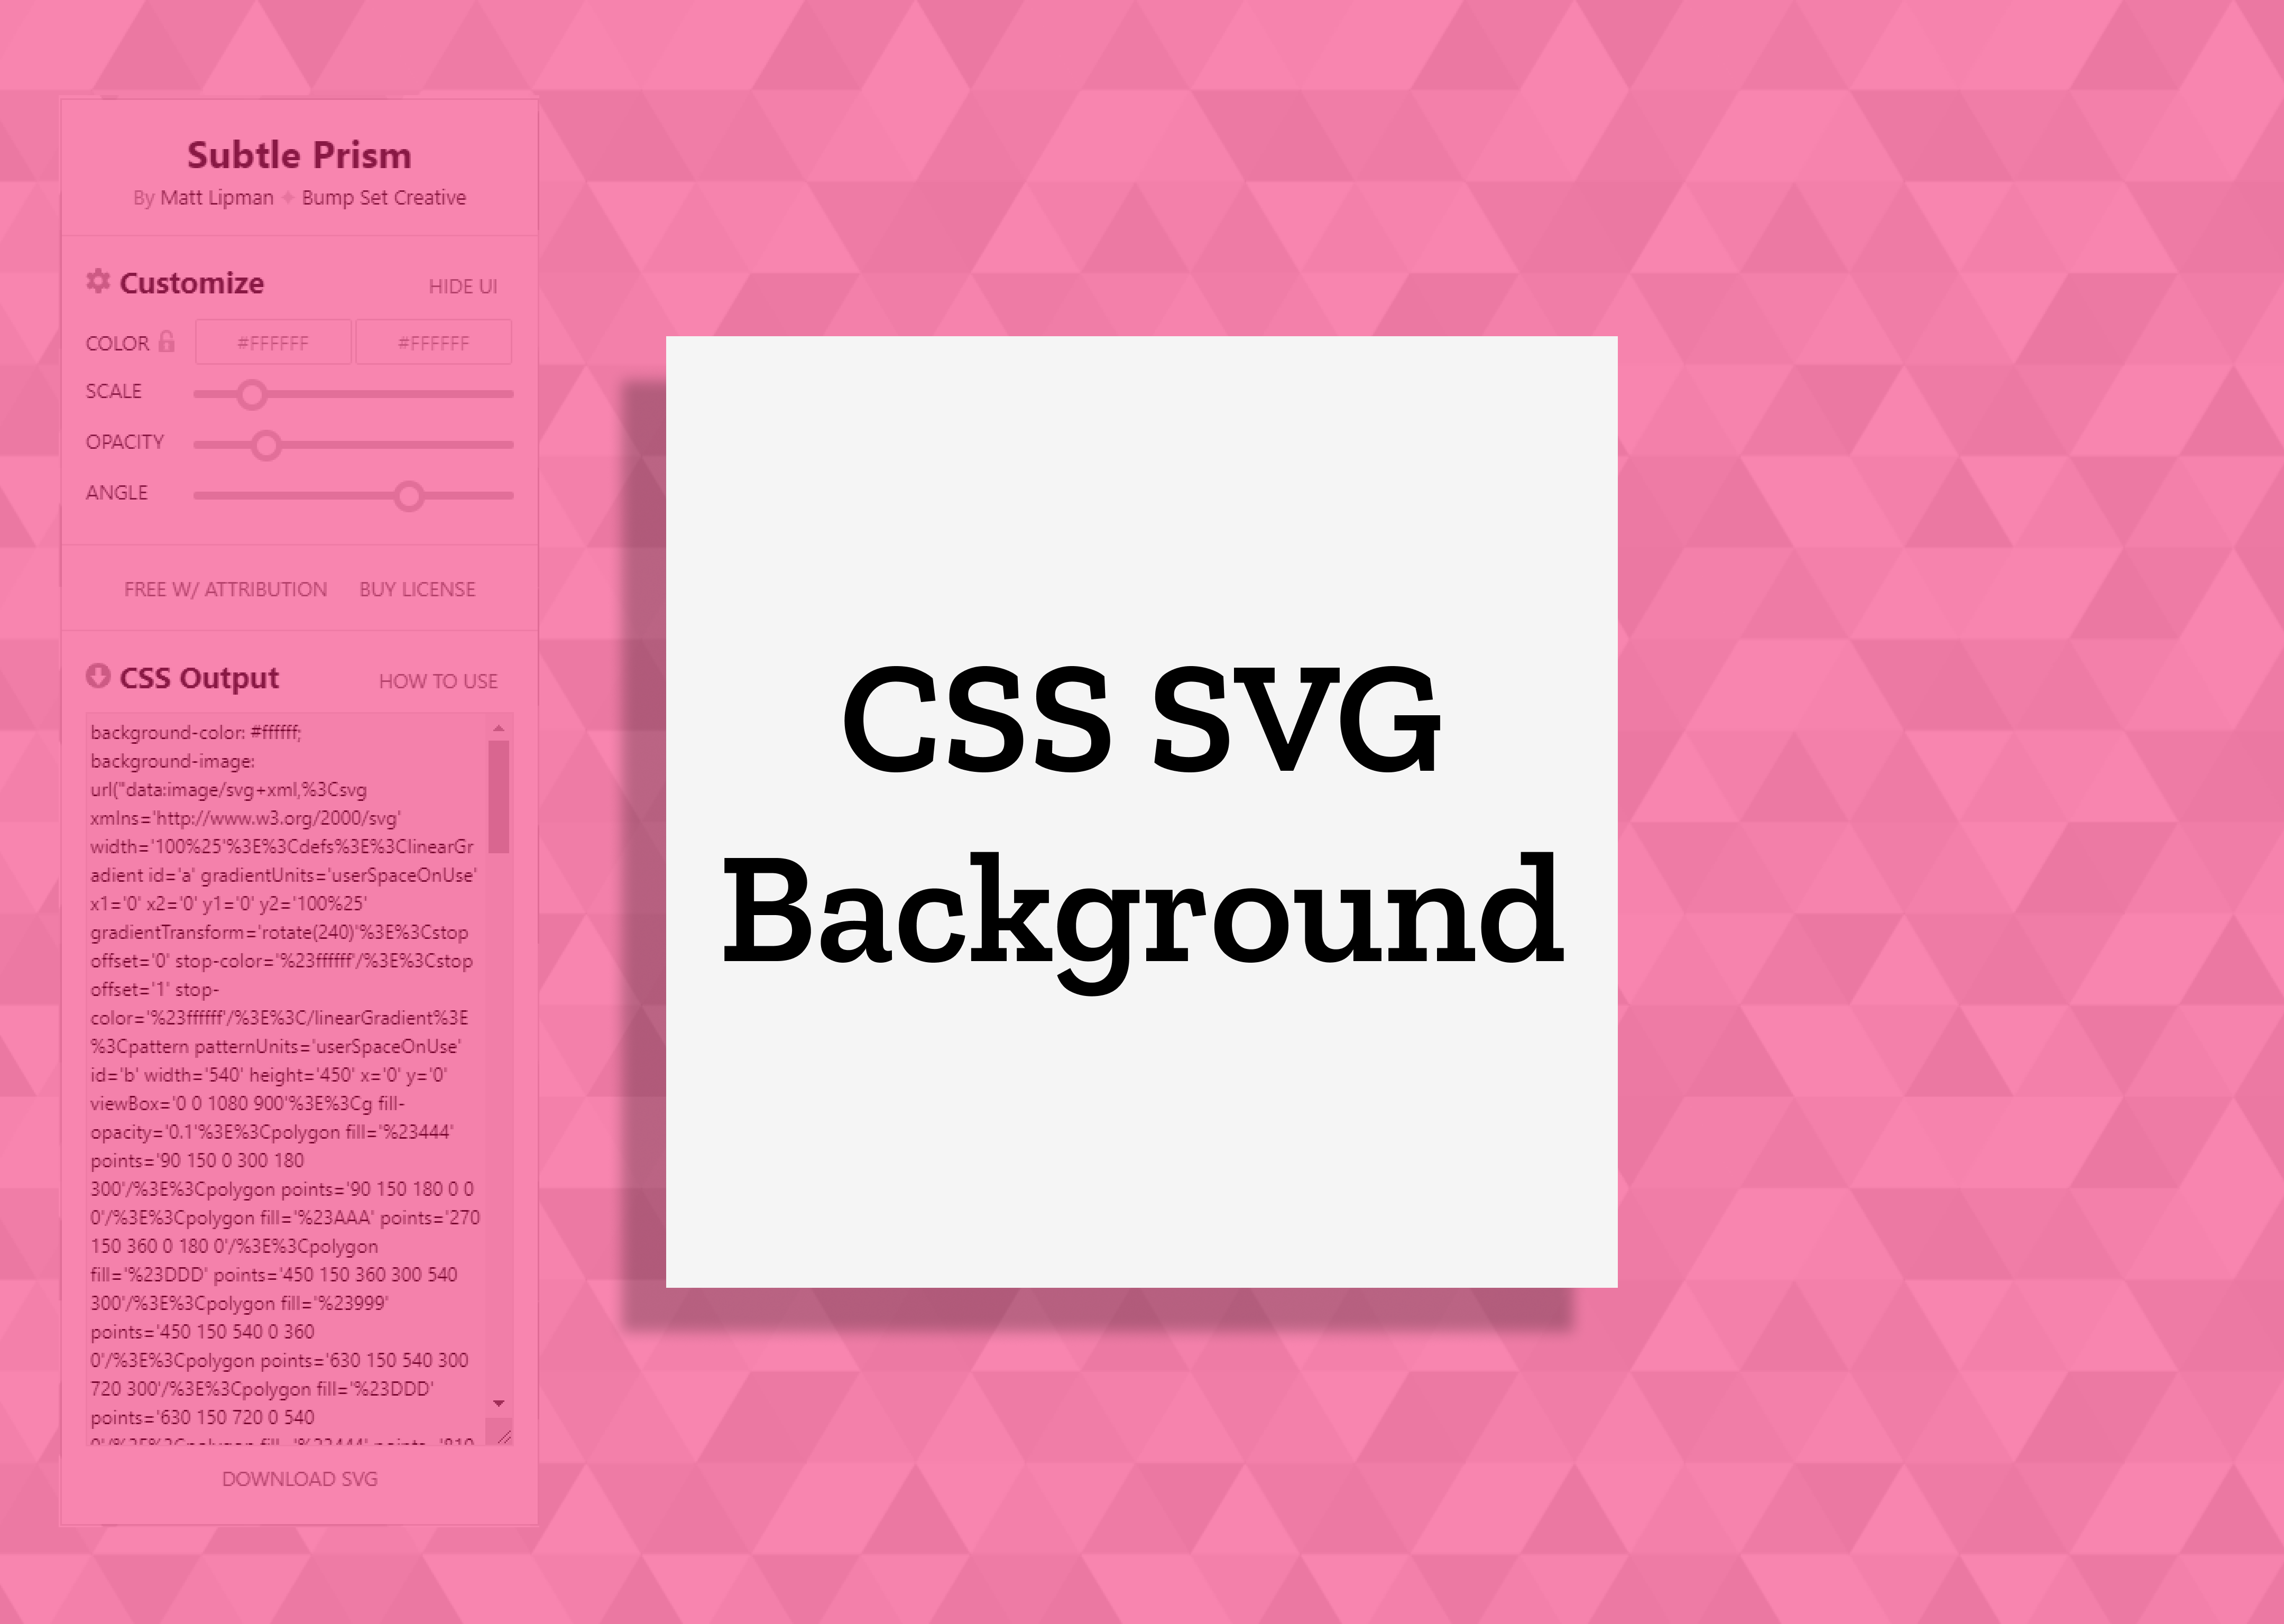 Subtle Prism
By Matt Lipman ✦ Bump Set Creative
Customize
HIDE UI
COLOR
#FFFFFF
#FFFFFF
SCALE
OPACITY
ANGLE
FREE W/ ATTRIBUTION
BUY LICENSE
CSS Output
HOW TO USE
background-color: #ffffff;
background-image:
url("data:image/svg+xml,%3Csvg
xmlns='http://www.w3.org/2000/svg'
width='100%25'%3E%3Cdefs%3E%3ClinearGr
adient id='a' gradientUnits='userSpaceOnUse'
x1='0' x2='0' y1='0' y2='100%25'
gradientTransform='rotate(240)'%3E%3Cstop
offset='0' stop-color='%23ffffff'/%3E%3Cstop
offset='1' stop-
color='%23ffffff'/%3E%3C/linearGradient%3E
%3Cpattern patternUnits='userSpaceOnUse'
id='b' width='540' height='450' x='0' y='0'
viewBox='0 0 1080 900'%3E%3Cg fill-
opacity='0.1'%3E%3Cpolygon fill='%23444'
points='90 150 0 300 180
300'/%3E%3Cpolygon points='90 150 180 0 0
0'/%3E%3Cpolygon fill='%23AAA' points='270
150 360 0 180 0'/%3E%3Cpolygon
fill='%23DDD' points='450 150 360 300 540
300'/%3E%3Cpolygon fill='%23999'
points='450 150 540 0 360
0'/%3E%3Cpolygon points='630 150 540 300
720 300'/%3E%3Cpolygon fill='%23DDD'
points='630 150 720 0 540
0'/%3E%3Cpolygon fill='%23444' points='810
DOWNLOAD SVG
CSS SVG
Background